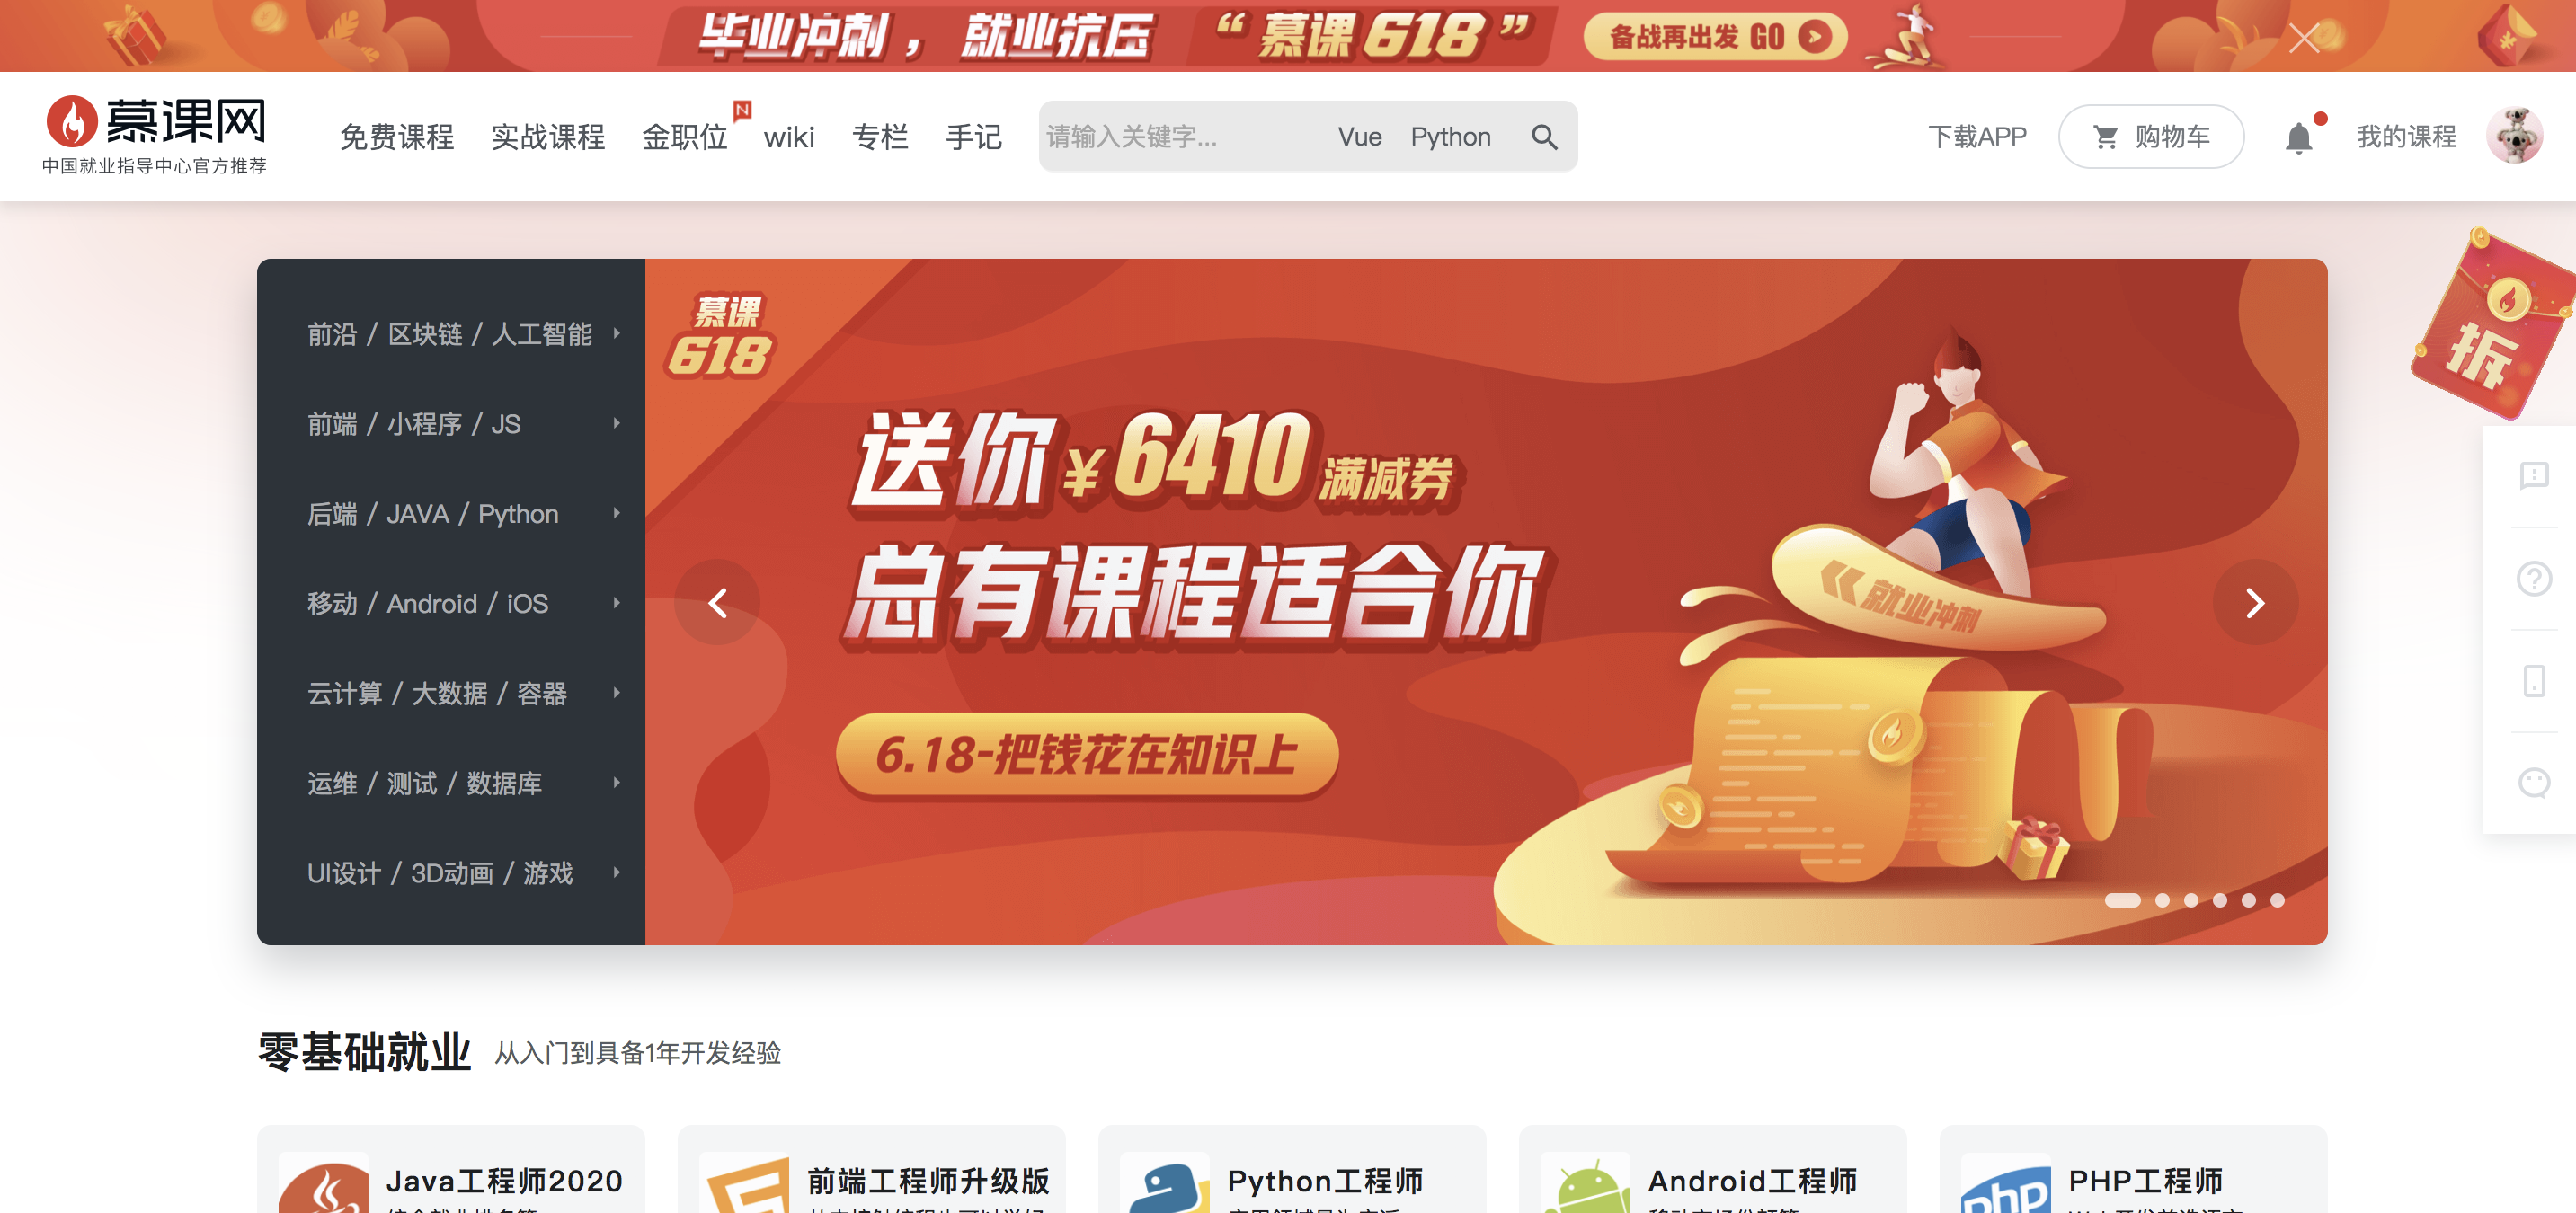 毕业冲刺，就业抗压 “慕课618” 备战再出发 GO
慕课网
中国就业指导中心官方推荐
免费课程 实战课程 金职位 N wiki 专栏 手记
请输入关键字... Vue Python
下载APP 购物车 我的课程
前沿 / 区块链 / 人工智能
前端 / 小程序 / JS
后端 / JAVA / Python
移动 / Android / iOS
云计算 / 大数据 / 容器
运维 / 测试 / 数据库
UI设计 / 3D动画 / 游戏
慕课
618
送你¥6410满减券
总有课程适合你
6.18-把钱花在知识上
就业冲刺
拆
零基础就业 从入门到具备1年开发经验
Java工程师2020
前端工程师升级版
Python工程师
Android工程师
php
PHP工程师